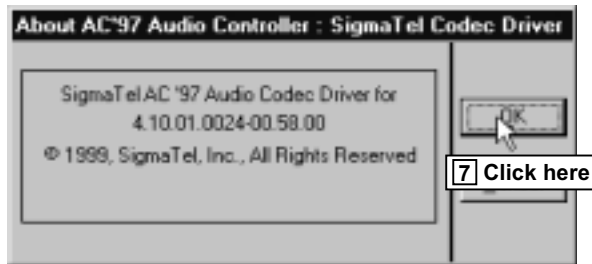 About AC'97 Audio Controller : SigmaTel Codec Driver
SigmaTel AC '97 Audio Codec Driver for
4.10.01.0024-00.58.00
© 1999, SigmaTel, Inc., All Rights Reserved
OK
7 Click here